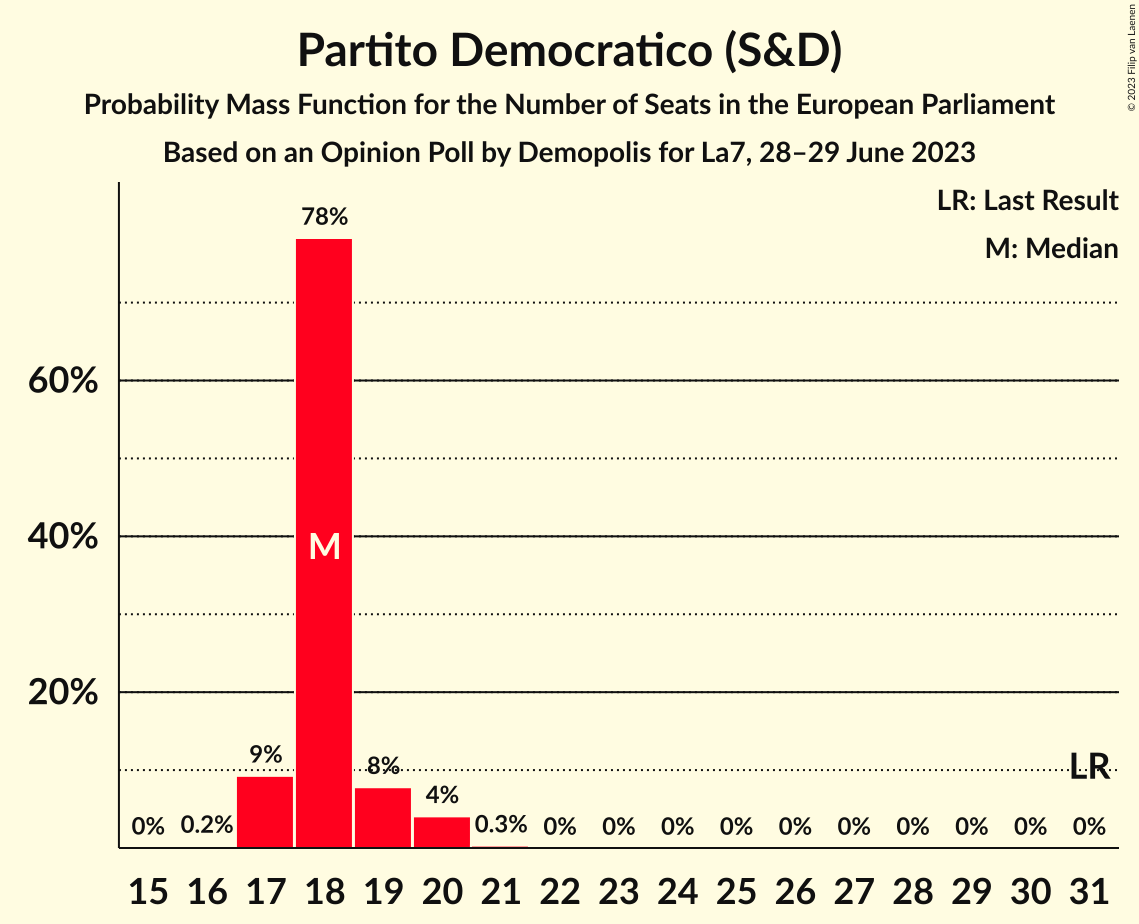 Partito Democratico (S&D)
Probability Mass Function for the Number of Seats in the European Parliament
Based on an Opinion Poll by Demopolis for La7, 28–29 June 2023
© 2023 Filip van Laenen
LR: Last Result
M: Median
78%
60%
M
40%
20%
9%
8%
4%
LR
0% 0.2% 0.3% 0% 0% 0% 0% 0% 0% 0% 0% 0% 0%
15 16 17 18 19 20 21 22 23 24 25 26 27 28 29 30 31